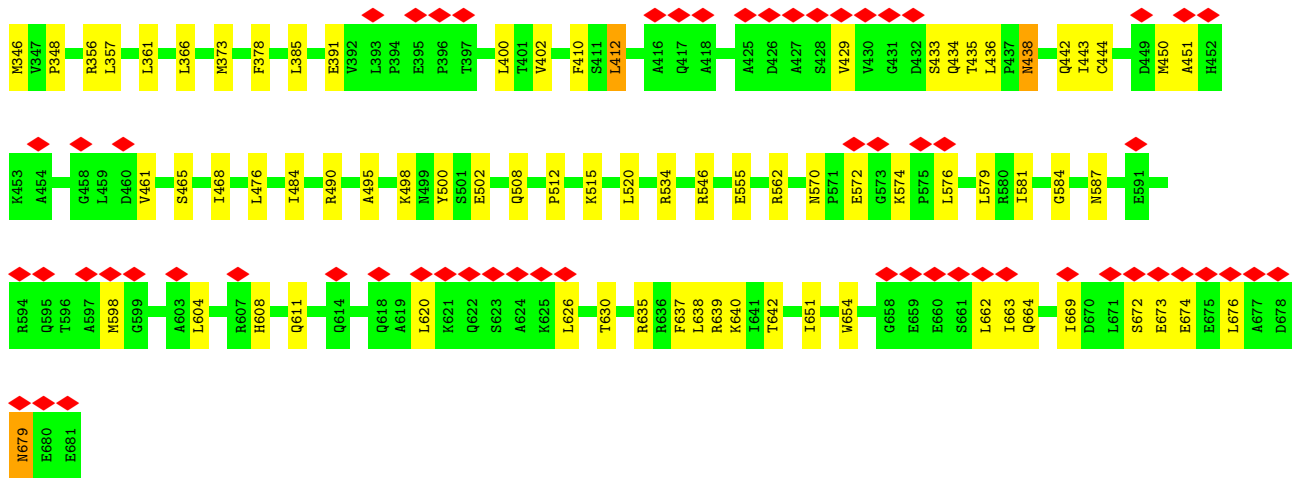 M346 V347 P348 R356 L357 L361 L366 M373 F378 L385 E391 V392 L393 P394 E395 P396 T397 L400 T401 V402 F410 S411 L412 A416 Q417 A418 A425 D426 A427 S428 V429 V430 G431 D432 S433 Q434 T435 L436 P437 N438 Q442 I443 C444 D449 M450 A451 H452
K453 A454 G458 L459 D460 V461 S465 I468 L476 I484 R490 A495 K498 N499 Y500 S501 E502 Q508 P512 K515 L520 R534 R546 E555 R562 N570 P571 E572 G573 K574 P575 L576 L579 R580 I581 G584 N587 E591
R594 Q595 T596 A597 M598 G599 A603 L604 R607 H608 Q611 Q614 Q618 A619 L620 K621 Q622 S623 A624 K625 L626 T630 R635 R636 F637 L638 R639 K640 I641 T642 I651 W654 G658 E659 E660 S661 L662 I663 Q664 I669 D670 L671 S672 E673 E674 E675 L676 A677 D678
N679 E680 E681